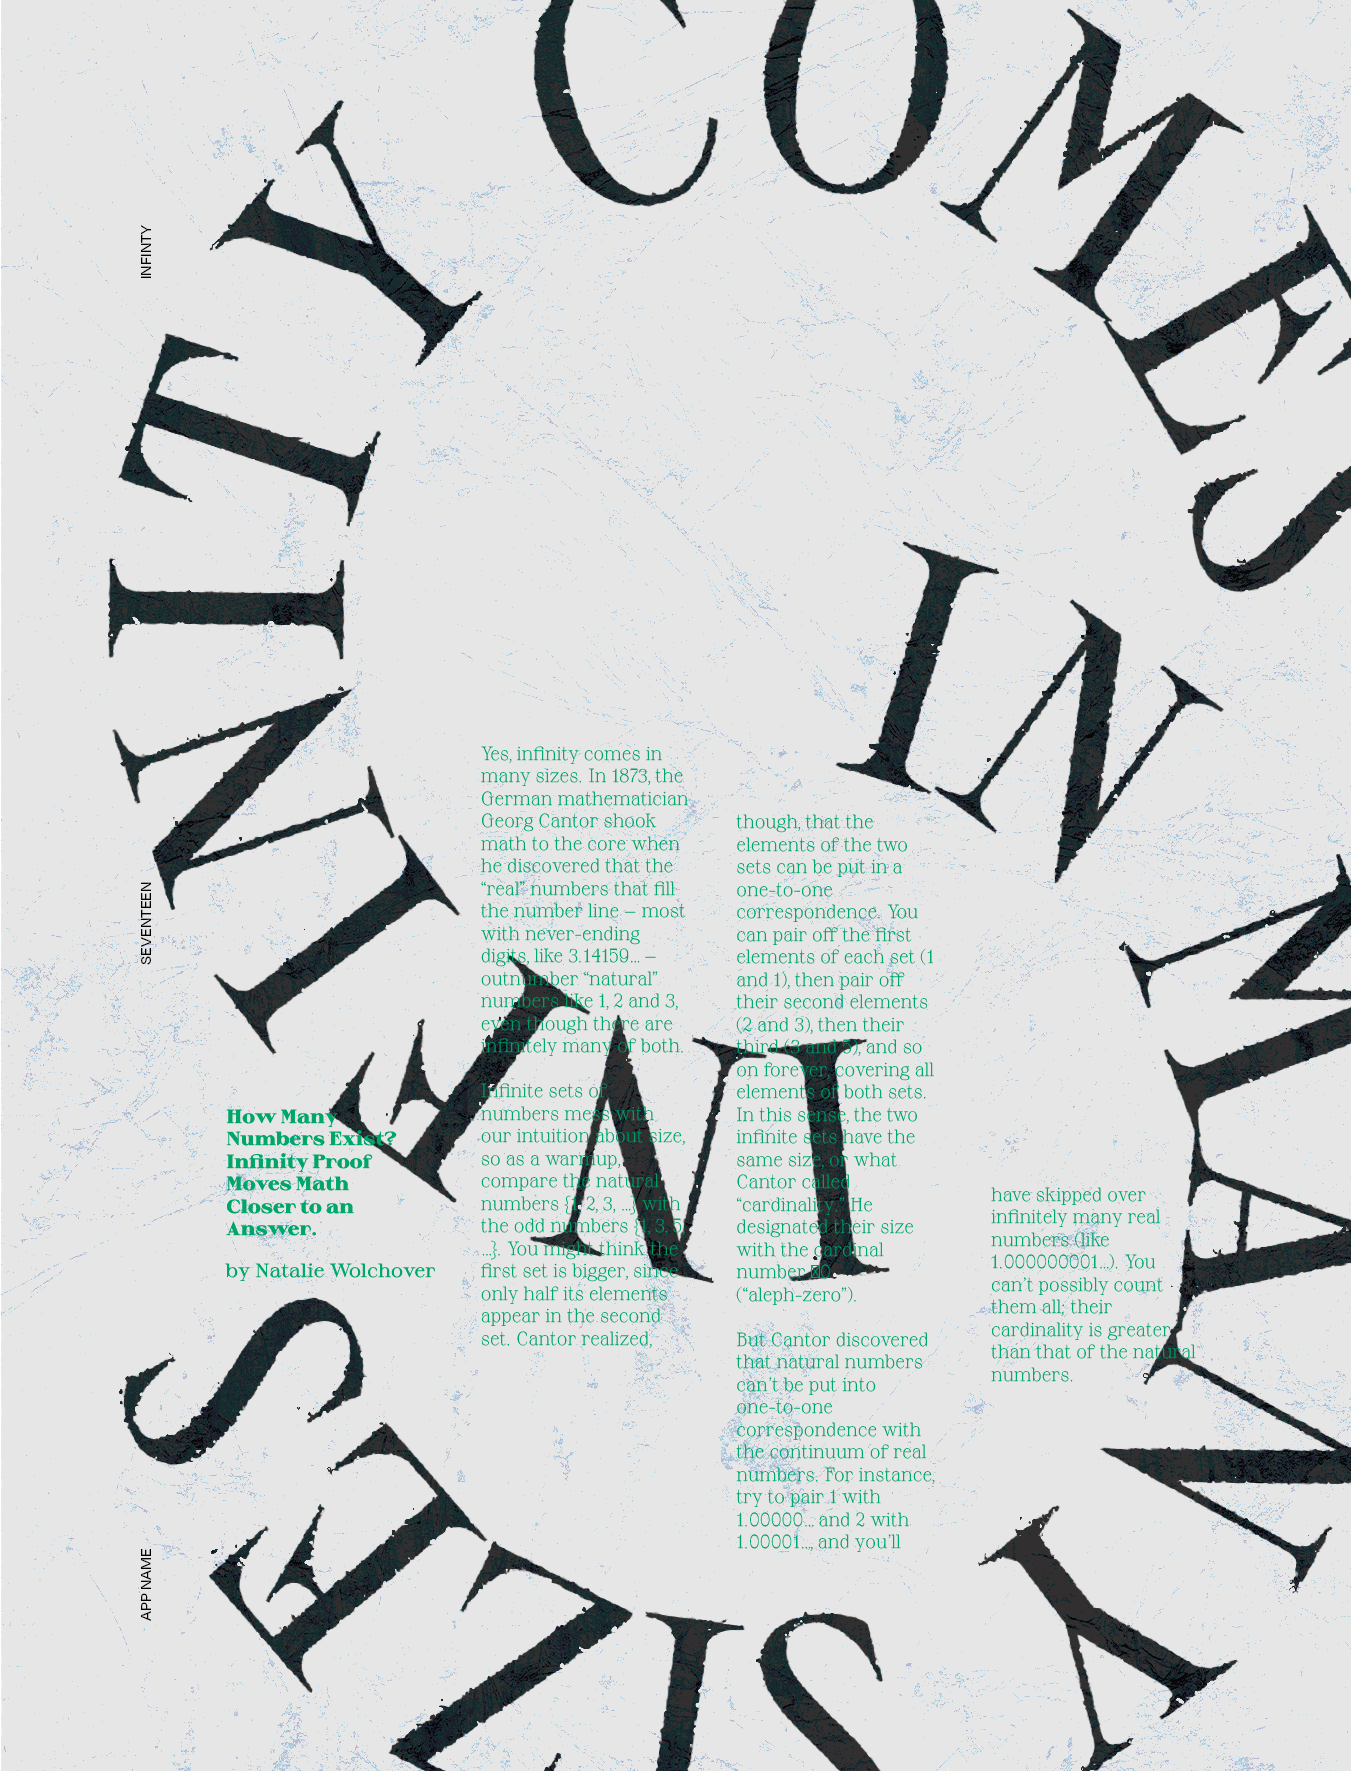 INFINITY COMES IN MANY SIZES
INFINITY
SEVENTEEN
APP NAME
How Many
Numbers Exist?
Infinity Proof
Moves Math
Closer to an
Answer.
by Natalie Wolchover
Yes, infinity comes in
many sizes. In 1873, the
German mathematician
Georg Cantor shook
math to the core when
he discovered that the
“real” numbers that fill
the number line – most
with never-ending
digits, like 3.14159... –
outnumber “natural”
numbers like 1, 2 and 3,
even though there are
infinitely many of both.
Infinite sets of
numbers mess with
our intuition about size,
so as a warmup,
compare the natural
numbers {1, 2, 3, ...} with
the odd numbers {1, 3, 5,
...}. You might think the
first set is bigger, since
only half its elements
appear in the second
set. Cantor realized,
though, that the
elements of the two
sets can be put in a
one-to-one
correspondence. You
can pair off the first
elements of each set (1
and 1), then pair off
their second elements
(2 and 3), then their
third (3 and 5), and so
on forever, covering all
elements of both sets.
In this sense, the two
infinite sets have the
same size, or what
Cantor called
“cardinality.” He
designated their size
with the cardinal
number
(“aleph-zero”).
But Cantor discovered
that natural numbers
can’t be put into
one-to-one
correspondence with
the continuum of real
numbers. For instance,
try to pair 1 with
1.00000... and 2 with
1.00001..., and you’ll
have skipped over
infinitely many real
numbers (like
1.000000001...). You
can’t possibly count
them all; their
cardinality is greater
than that of the natural
numbers.